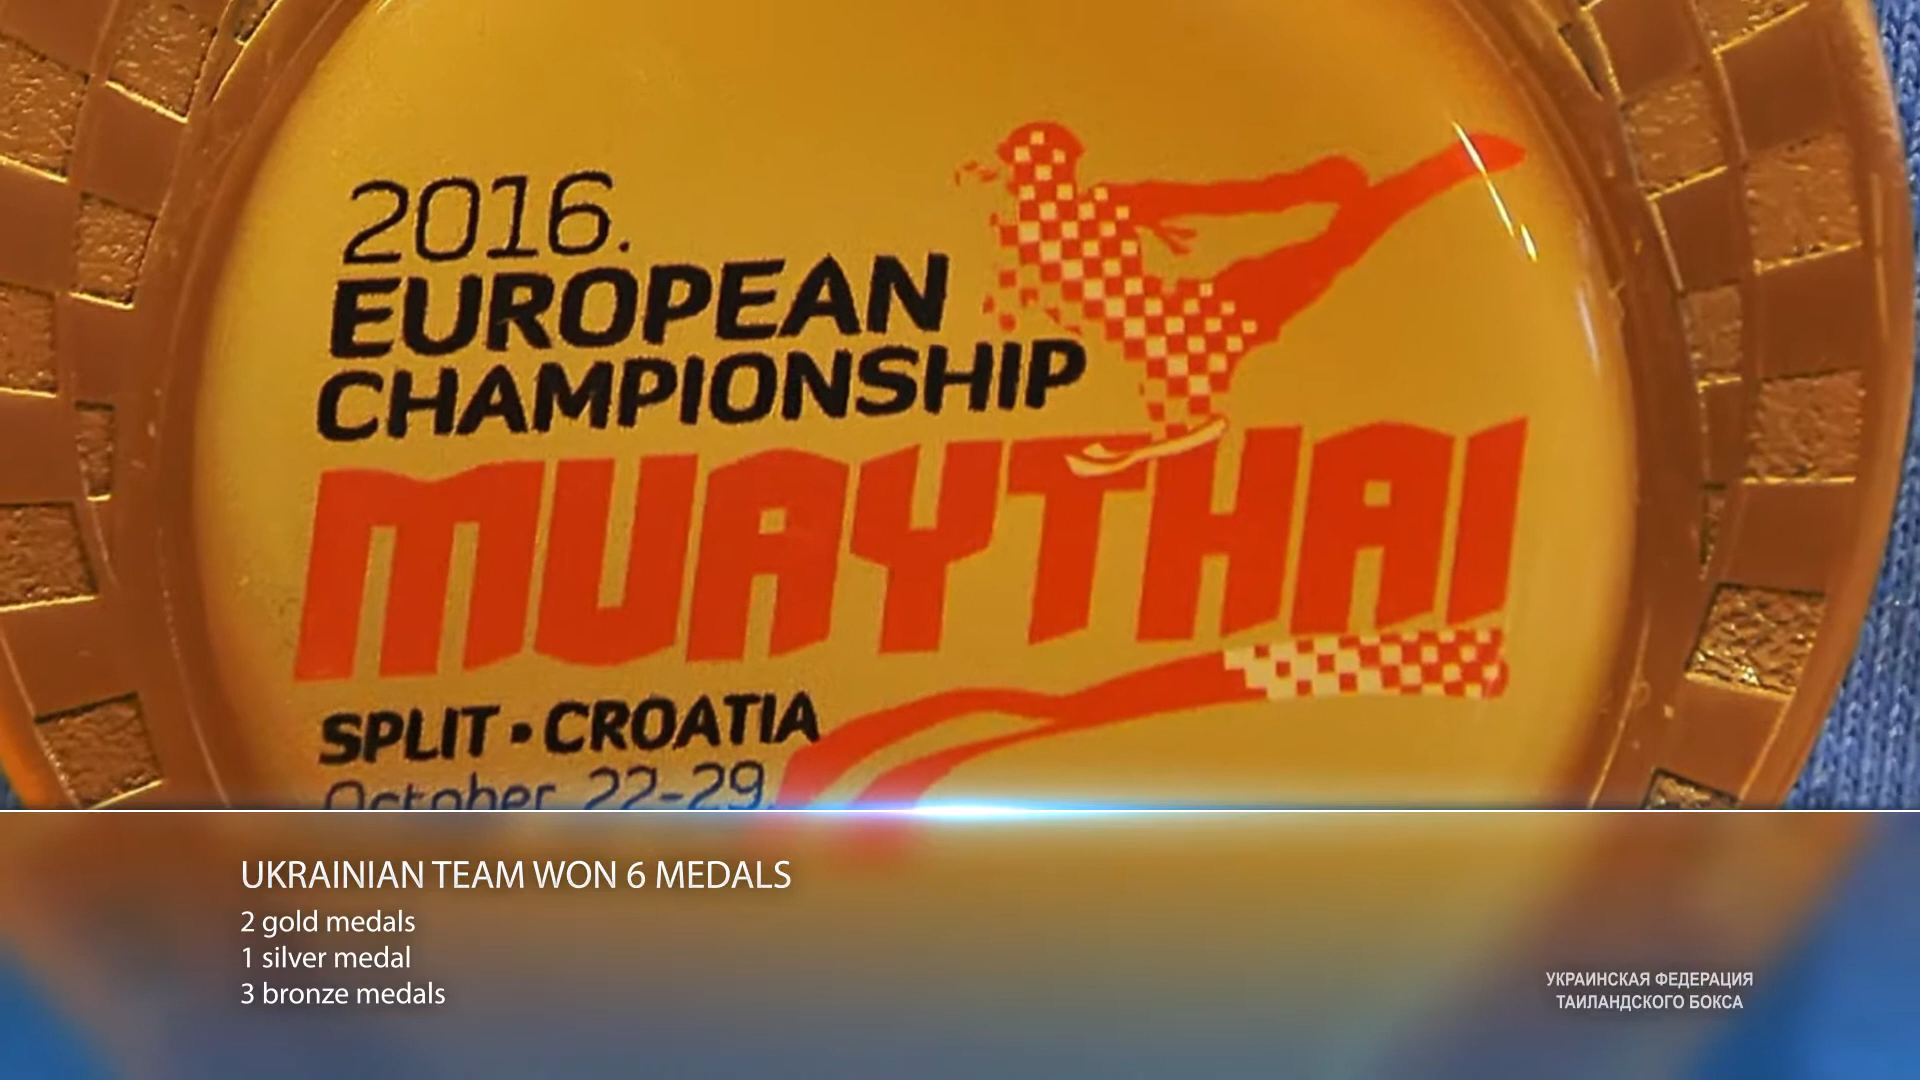 2016.
EUROPEAN
CHAMPIONSHIP
MUAYTHAI
SPLIT • CROATIA
October 22-29.
UKRAINIAN TEAM WON 6 MEDALS
2 gold medals
1 silver medal
3 bronze medals
УКРАИНСКАЯ ФЕДЕРАЦИЯ
ТАИЛАНДСКОГО БОКСА